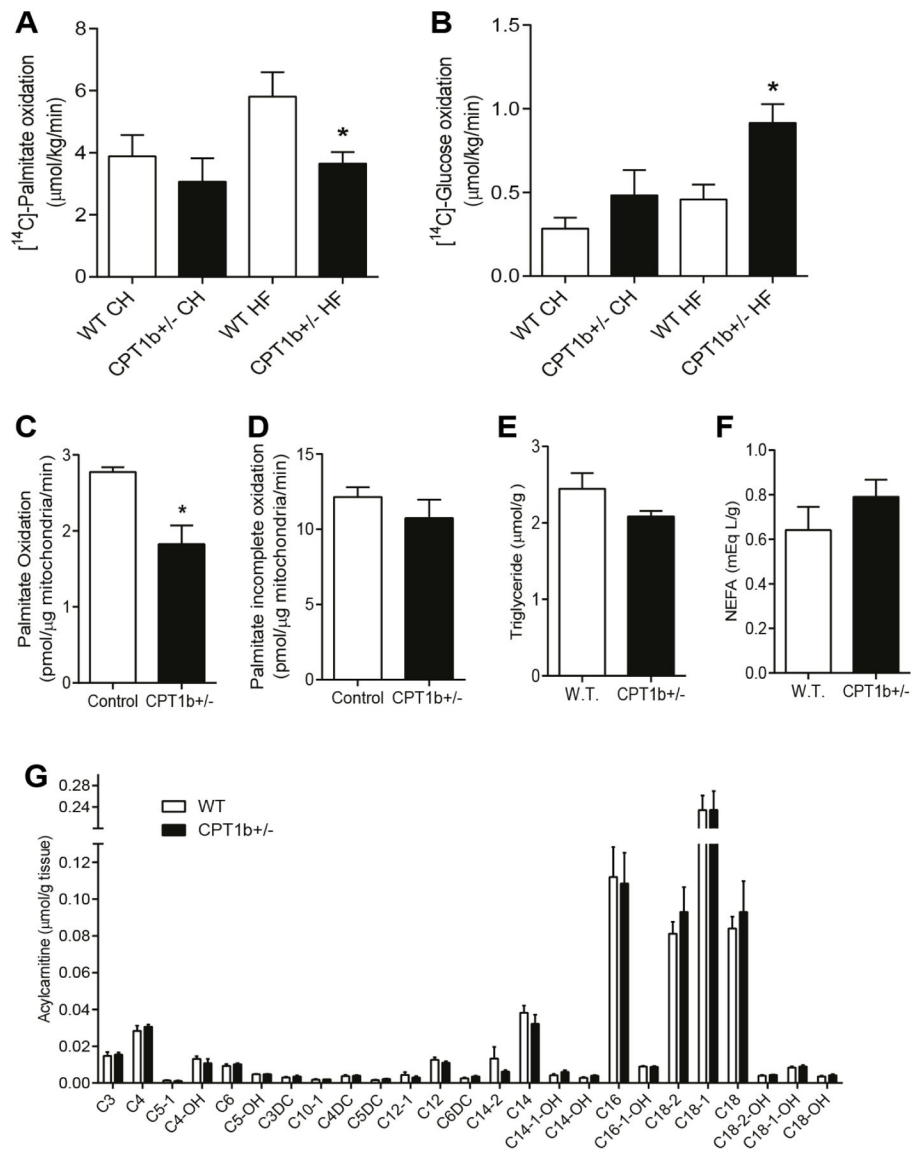 A
[¹⁴C]-Palmitate oxidation
(μmol/kg/min)
8
6
4
2
0
*
WT CH
CPT1b+/- CH
WT HF
CPT1b+/- HF
B
[¹⁴C]-Glucose oxidation
(μmol/kg/min)
1.5
1.0
0.5
0.0
*
WT CH
CPT1b+/- CH
WT HF
CPT1b+/- HF
C
Palmitate Oxidation
(pmol/μg mitochondria/min)
3
2
1
0
*
Control CPT1b+/-
D
Palmitate incomplete oxidation
(pmol/μg mitochondria/min)
15
10
5
0
Control CPT1b+/-
E
Triglyceride (μmol/g)
3
2
1
0
W.T. CPT1b+/-
F
NEFA (mEq L/g)
1.0
0.8
0.6
0.4
0.2
0.0
W.T. CPT1b+/-
G
Acylcarnitine (μmol/g tissue)
0.28
0.24
0.12
0.10
0.08
0.06
0.04
0.02
0.00
WT
CPT1b+/-
C3
C4
C5-1
C4-OH
C6
C5-OH
C3DC
C10-1
C4DC
C5DC
C12-1
C12
C6DC
C14-2
C14
C14-1-OH
C14-OH
C16
C16-1-OH
C18-2
C18-1
C18
C18-2-OH
C18-1-OH
C18-OH